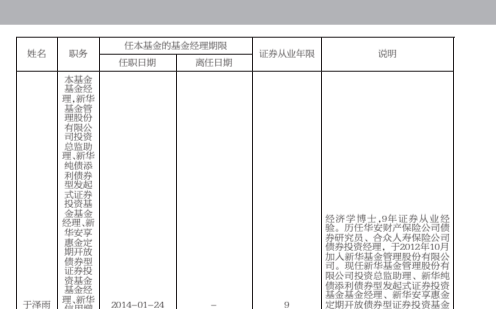 姓名 职务 任本基金的基金经理期限 证券从业年限 说明
任职日期 离任日期
本基金
基金经
理,新华
基金管
理股份
有限公
司投资
总监助
理、新华
纯债添
利债券
型发起
式证券
投资基
金基金
经理、新
华安享
惠金定
期开放
债券型
证券投
资基金
基金经
理、新华
于泽雨
2014-01-24
-
9
经济学博士,9年证券从业经
验。历任华安财产保险公司债
券研究员、合众人寿保险公司
债券投资经理，于2012年10月
加入新华基金管理股份有限公
司。现任新华基金管理股份有
限公司投资总监助理、新华纯
债添利债券型发起式证券投资
基金基金经理、新华安享惠金
定期开放债券型证券投资基金